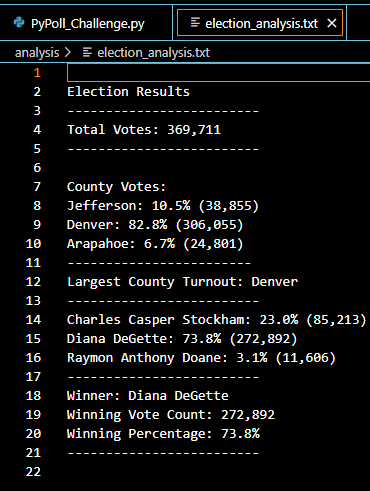 PyPoll_Challenge.py election_analysis.txt ×
analysis > election_analysis.txt
1
2 Election Results
3 -------------------------
4 Total Votes: 369,711
5 -------------------------
6
7 County Votes:
8 Jefferson: 10.5% (38,855)
9 Denver: 82.8% (306,055)
10 Arapahoe: 6.7% (24,801)
11 ------------------------
12 Largest County Turnout: Denver
13 -------------------------
14 Charles Casper Stockham: 23.0% (85,213)
15 Diana DeGette: 73.8% (272,892)
16 Raymon Anthony Doane: 3.1% (11,606)
17 -------------------------
18 Winner: Diana DeGette
19 Winning Vote Count: 272,892
20 Winning Percentage: 73.8%
21 -------------------------
22